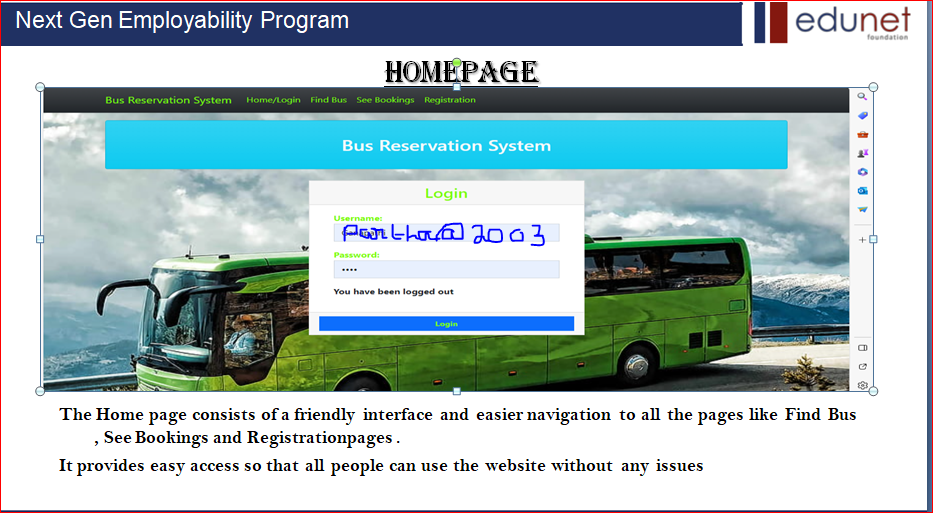 Next Gen Employability Program
edunet
foundation
HOMEPAGE
Bus Reservation System Home/Login Find Bus See Bookings Registration
Bus Reservation System
Login
Username:
2003
Password:
••••
You have been logged out
Login
The Home page consists of a friendly interface and easier navigation to all the pages like Find Bus
, See Bookings and Registrationpages .
It provides easy access so that all people can use the website without any issues